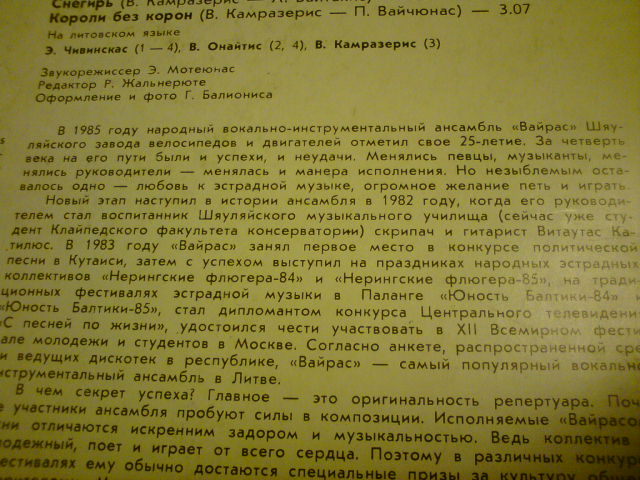 Снегирь (В. Камразерис —
Короли без корон (В. Камразерис — П. Вайчюнас) — 3.07
На литовском языке
Э. Чивинскас (1—4), В. Онайтис (2, 4), В. Камразерис (3)
Звукорежиссер Э. Мотеюнас
Редактор Р. Жальнерюте
Оформление и фото Г. Балиониса
В 1985 году народный вокально-инструментальный ансамбль «Вайрас» Шяу-
ляйского завода велосипедов и двигателей отметил свое 25-летие. За четверть
века на его пути были и успехи, и неудачи. Менялись певцы, музыканты, ме-
нялись руководители — менялась и манера исполнения. Но незыблемым оста-
валось одно — любовь к эстрадной музыке, огромное желание петь и играть.
Новый этап наступил в истории ансамбля в 1982 году, когда его руководи-
телем стал воспитанник Шяуляйского музыкального училища (сейчас уже сту-
дент Клайпедского факультета консерватории) скрипач и гитарист Витаутас Ка-
тилюс. В 1983 году «Вайрас» занял первое место в конкурсе политической
песни в Кутаиси, затем с успехом выступил на праздниках народных эстрадных
коллективов «Нерингские флюгера-84» и «Нерингские флюгера-85», на тради-
ционных фестивалях эстрадной музыки в Паланге «Юность Балтики-84» и
«Юность Балтики-85», стал дипломантом конкурса Центрального телевидения
«С песней по жизни», удостоился чести участвовать в XII Всемирном фести-
вале молодежи и студентов в Москве. Согласно анкете, распространенной сре-
и ведущих дискотек в республике, «Вайрас» — самый популярный вокально-
нструментальный ансамбль в Литве.
В чем секрет успеха? Главное — это оригинальность репертуара. Поч
е участники ансамбля пробуют силы в композиции. Исполняемые «Вайрасо
ни отличаются искренним задором и музыкальностью. Ведь коллектив
лодежный, поет и играет от всего сердца. Поэтому в различных конкур
естивалях ему обычно достаются специальные призы за культуру